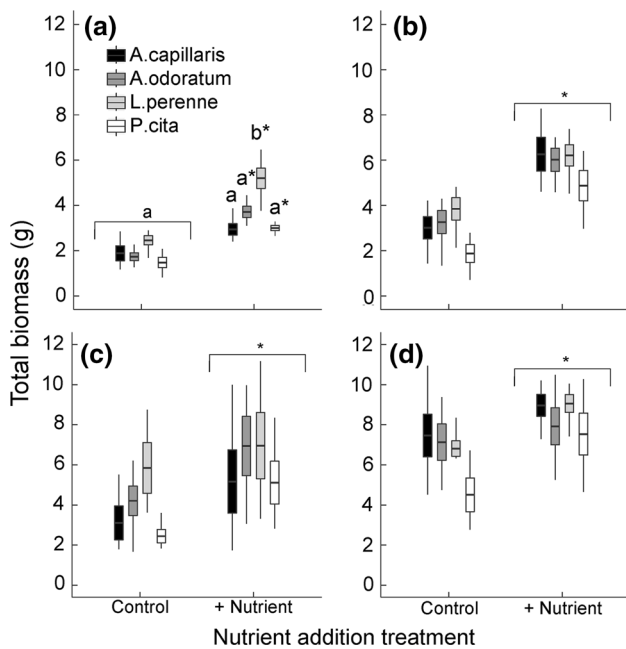 (a)
A.capillaris
A.odoratum
L.perenne
P.cita
12
10
8
6
4
2
0
a
a
a*
b*
a*
(b)
12
10
8
6
4
2
0
*
(c)
12
10
8
6
4
2
0
*
Control
+ Nutrient
(d)
12
10
8
6
4
2
0
*
Control
+ Nutrient
Total biomass (g)
Nutrient addition treatment